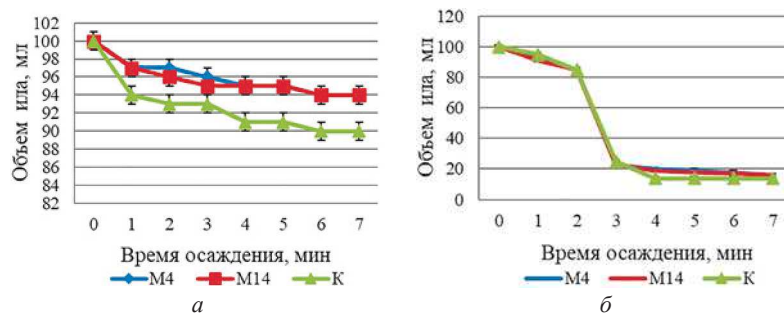 Объем ила, мл
102
100
98
96
94
92
90
88
86
84
82
0 1 2 3 4 5 6 7
Время осаждения, мин
М4 М14 К
а
Объем ила, мл
120
100
80
60
40
20
0
0 1 2 3 4 5 6 7
Время осаждения, мин
М4 М14 К
б